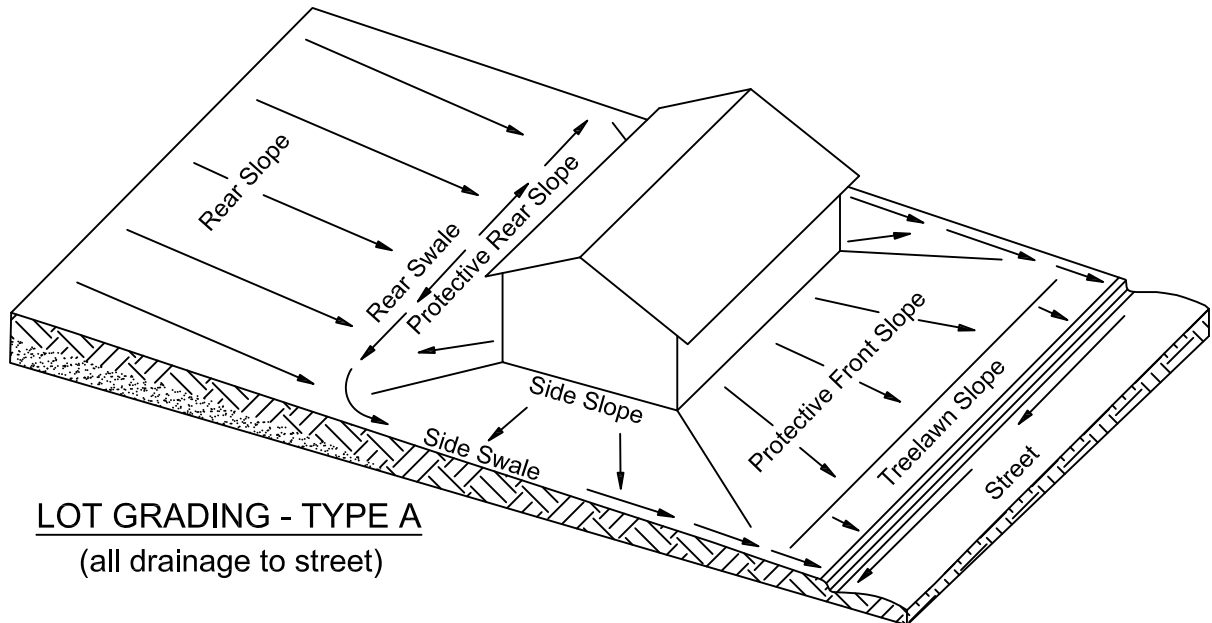 Rear Slope
Rear Swale
Protective Rear Slope
Side Slope
Side Swale
Protective Front Slope
Treelawn Slope
Street
LOT GRADING - TYPE A
(all drainage to street)